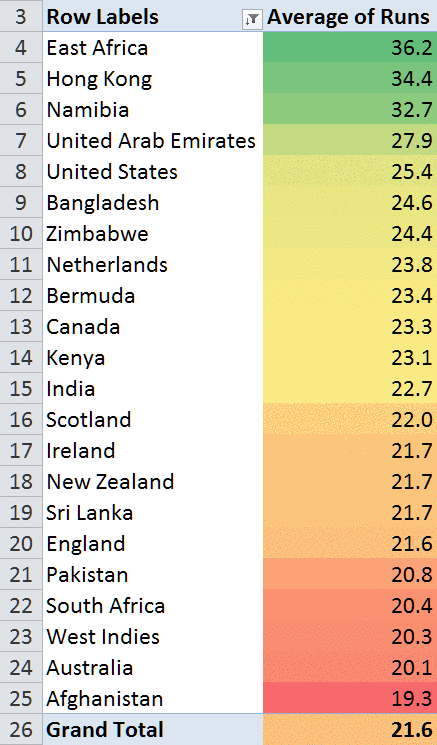 3 Row Labels Average of Runs
4 East Africa 36.2
5 Hong Kong 34.4
6 Namibia 32.7
7 United Arab Emirates 27.9
8 United States 25.4
9 Bangladesh 24.6
10 Zimbabwe 24.4
11 Netherlands 23.8
12 Bermuda 23.4
13 Canada 23.3
14 Kenya 23.1
15 India 22.7
16 Scotland 22.0
17 Ireland 21.7
18 New Zealand 21.7
19 Sri Lanka 21.7
20 England 21.6
21 Pakistan 20.8
22 South Africa 20.4
23 West Indies 20.3
24 Australia 20.1
25 Afghanistan 19.3
26 Grand Total 21.6